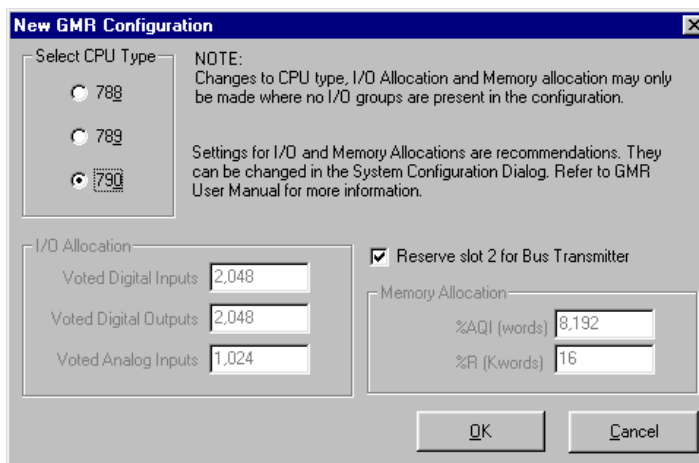 New GMR Configuration
Select CPU Type
788
789
790
NOTE:
Changes to CPU type, I/O Allocation and Memory allocation may only
be made where no I/O groups are present in the configuration.
Settings for I/O and Memory Allocations are recommendations. They
can be changed in the System Configuration Dialog. Refer to GMR
User Manual for more information.
I/O Allocation
Voted Digital Inputs 2,048
Voted Digital Outputs 2,048
Voted Analog Inputs 1,024
Reserve slot 2 for Bus Transmitter
Memory Allocation
%AQI (words) 8,192
%R (Kwords) 16
OK
Cancel